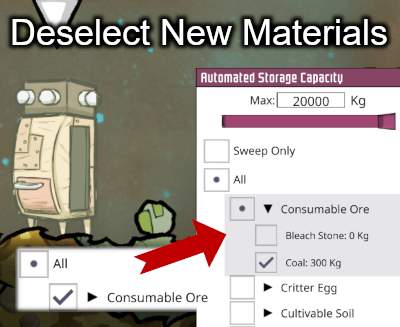 Deselect New Materials
Automated Storage Capacity
Max: 20000 Kg
Sweep Only
All
Consumable Ore
Bleach Stone: 0 Kg
Coal: 300 Kg
Critter Egg
Cultivable Soil
All
Consumable Ore